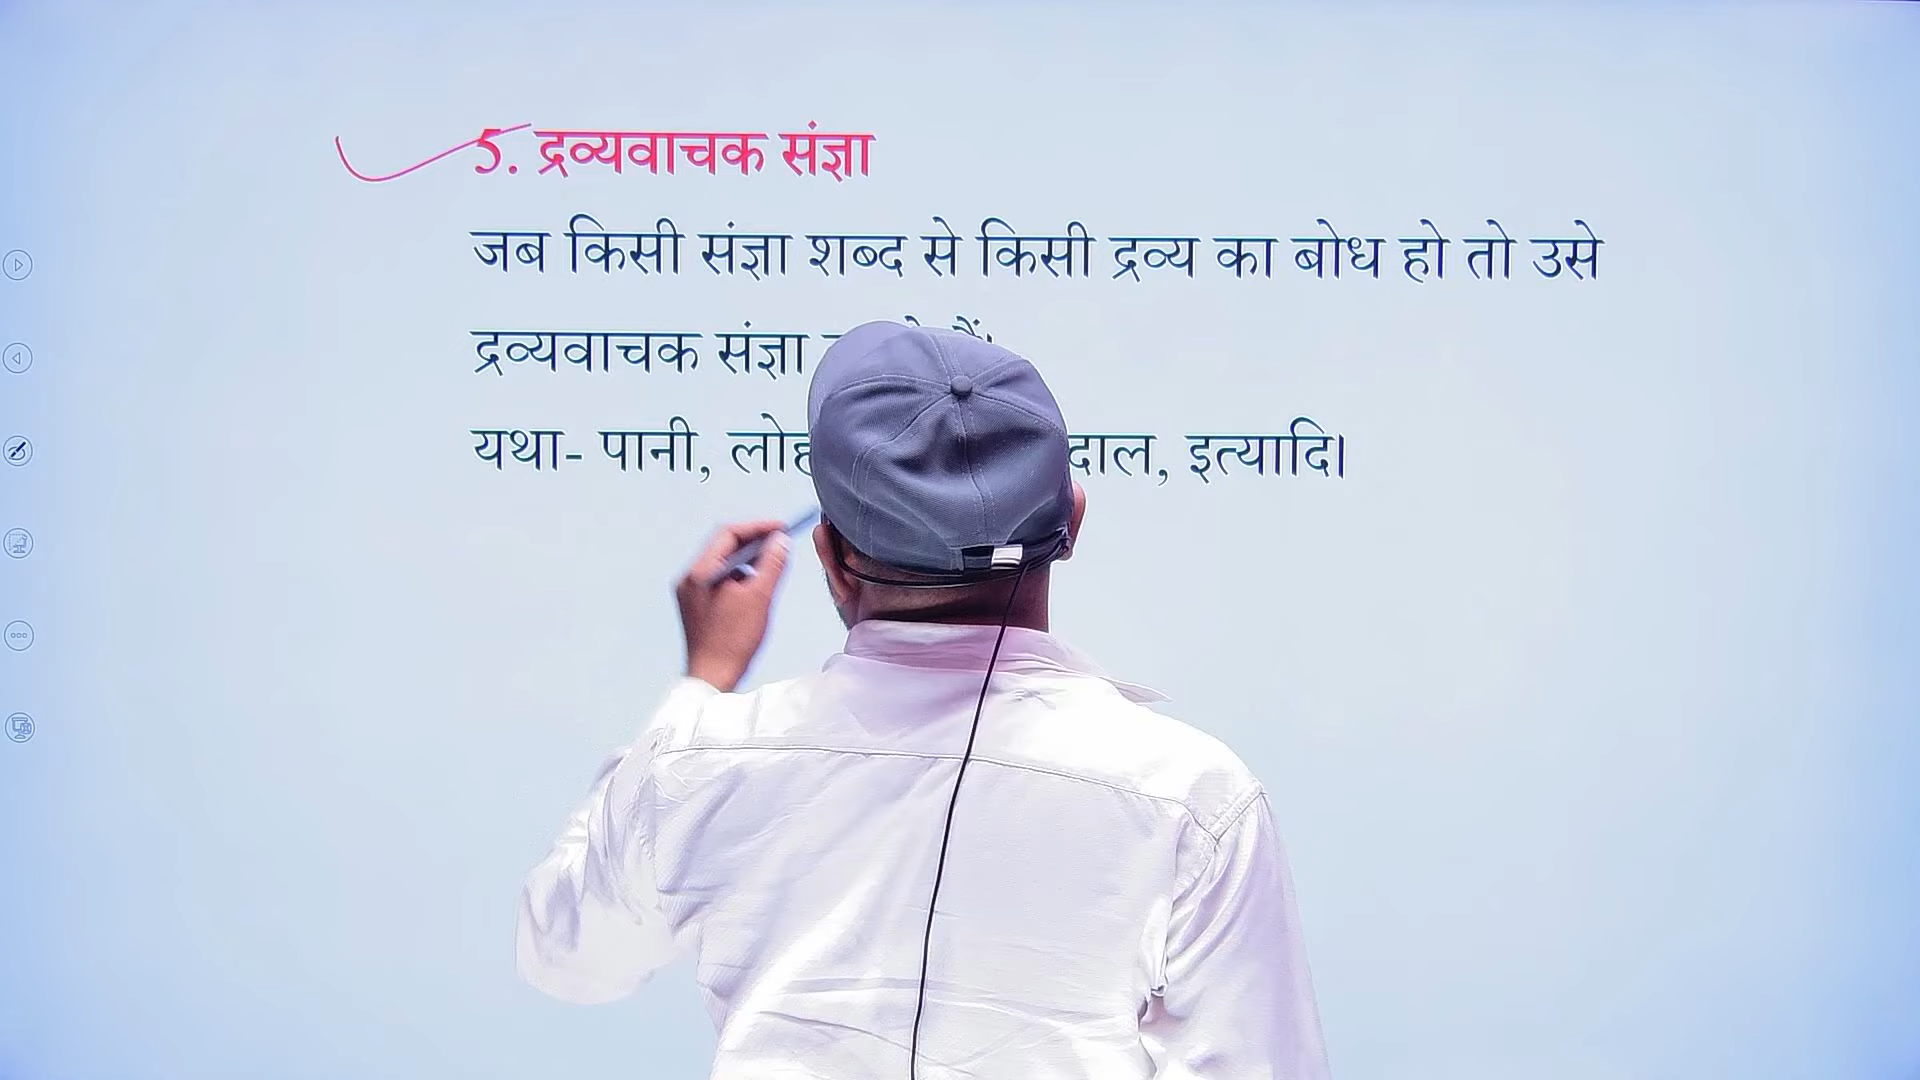 5. द्रव्यवाचक संज्ञा
जब किसी संज्ञा शब्द से किसी द्रव्य का बोध हो तो उसे
द्रव्यवाचक संज्ञा
यथा- पानी, दाल, इत्यादि।